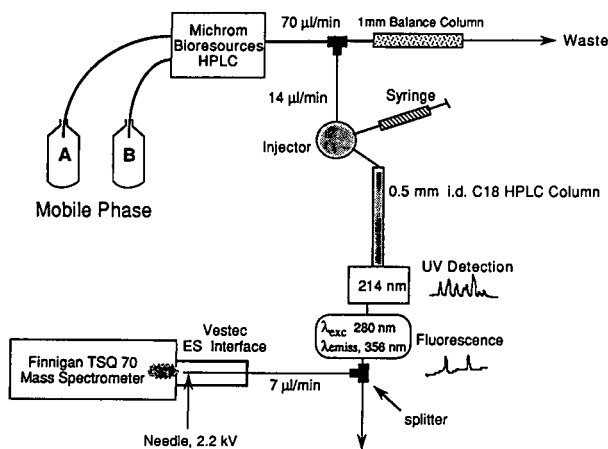 Michrom
Bioresources
HPLC
70 µl/min
1mm Balance Column
Waste
14 µl/min
Syringe
Injector
A
B
Mobile Phase
0.5 mm i.d. C18 HPLC Column
UV Detection
214 nm
λexc 280 nm
λemiss, 356 nm
Fluorescence
Vestec
ES Interface
Finnigan TSQ 70
Mass Spectrometer
7 µl/min
splitter
Needle, 2.2 kV